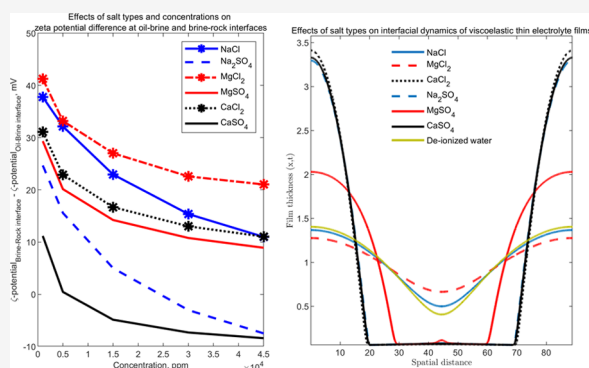 Effects of salt types and concentrations on
zeta potential difference at oil-brine and brine-rock interfaces
ζ-potential Brine-Rock interface - ζ-potential Oil-Brine interface, mV
50
40
30
20
10
0
-10
NaCl
Na2SO4
MgCl2
MgSO4
CaCl2
CaSO4
0 0.5 1 1.5 2 2.5 3 3.5 4 4.5
Concentration, ppm
×10⁴
Effects of salt types on interfacial dynamics of viscoelastic thin electrolyte films
Film thickness (x,t)
3.5
3
2.5
2
1.5
1
0.5
NaCl
MgCl2
CaCl2
Na2SO4
MgSO4
CaSO4
De-ionized water
10 20 30 40 50 60 70 80
Spatial distance